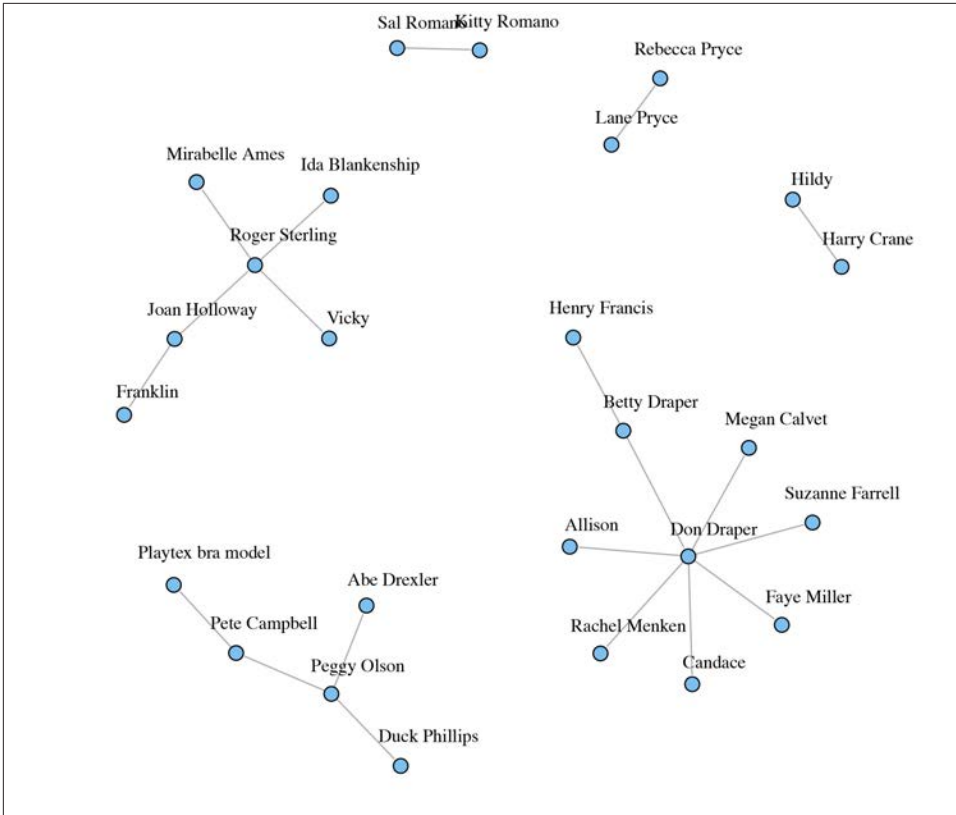 Sal Romano
Kitty Romano
Rebecca Pryce
Lane Pryce
Mirabelle Ames
Ida Blankenship
Hildy
Roger Sterling
Harry Crane
Joan Holloway
Vicky
Henry Francis
Franklin
Betty Draper
Megan Calvet
Suzanne Farrell
Allison
Don Draper
Playtex bra model
Abe Drexler
Faye Miller
Pete Campbell
Rachel Menken
Peggy Olson
Candace
Duck Phillips